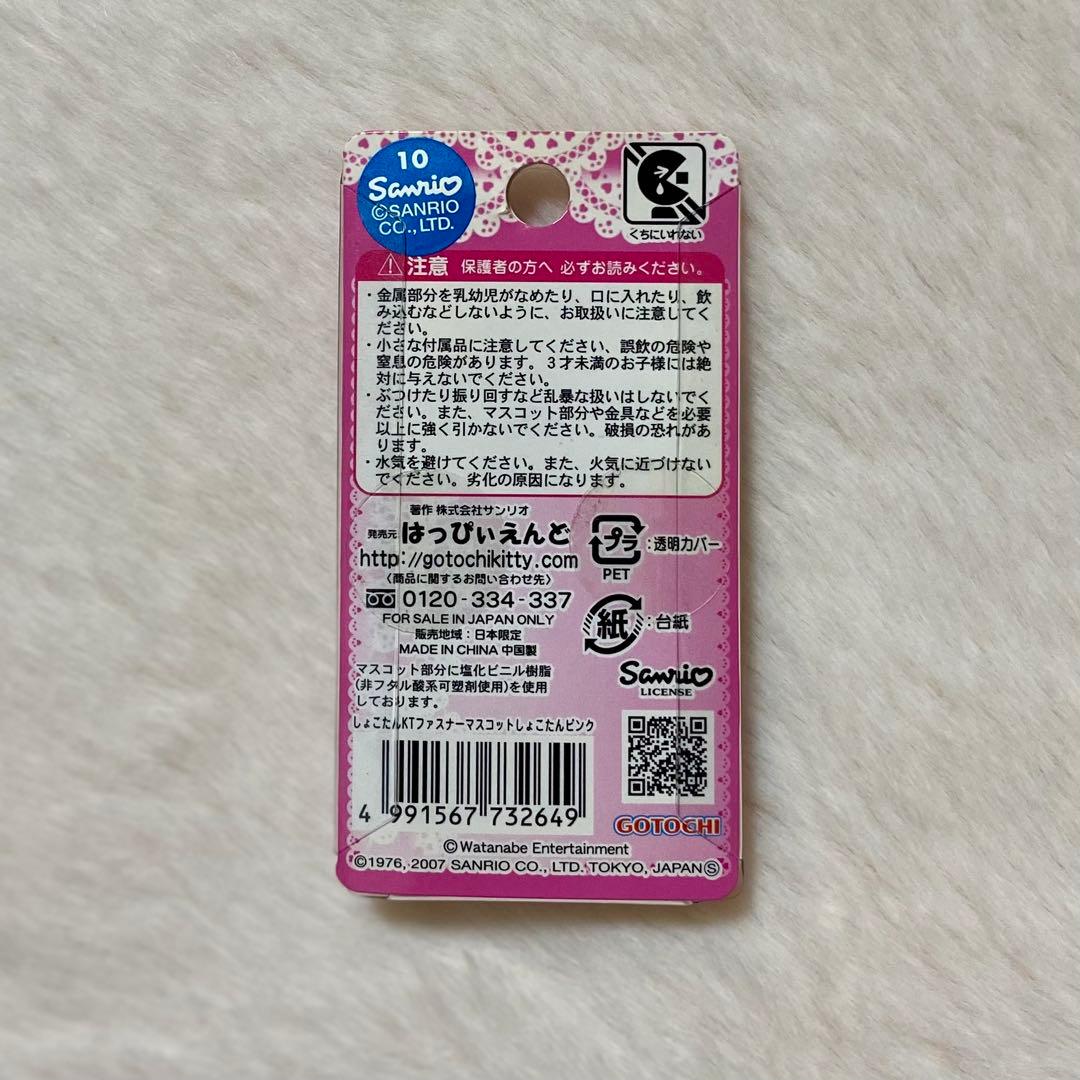 10
Sanrio
©SANRIO
CO.,LTD.
くちにいれない
注意 保護者の方へ 必ずお読みください。
・金属部分を乳幼児がなめたり、口に入れたり、飲
み込むなどしないように、お取扱いに注意してく
ださい。
・小さな付属品に注意してください、誤飲の危険や
窒息の危険があります。３才未満のお子様には絶
対に与えないでください。
・ぶつけたり振り回すなど乱暴な扱いはしないでく
ださい。また、マスコット部分や金具などを必要
以上に強く引かないでください。破損の恐れがあ
ります。
・水気を避けてください。また、火気に近づけない
でください。劣化の原因になります。
著作 株式会社サンリオ
発売元 はっぴぃえんど
http://gotochikitty.com
〈商品に関するお問い合わせ先〉
0120-334-337
FOR SALE IN JAPAN ONLY
販売地域：日本限定
MADE IN CHINA 中国製
プラ :透明カバー
PET
紙 :台紙
Sanrio
LICENSE
マスコット部分に塩化ビニル樹脂
(非フタル酸系可塑剤使用)を使用
しております。
しょこたんKTファスナーマスコットしょこたんピンク
4 991567 732649
GOTOCHI
©Watanabe Entertainment
©1976, 2007 SANRIO CO., LTD. TOKYO, JAPAN Ⓢ